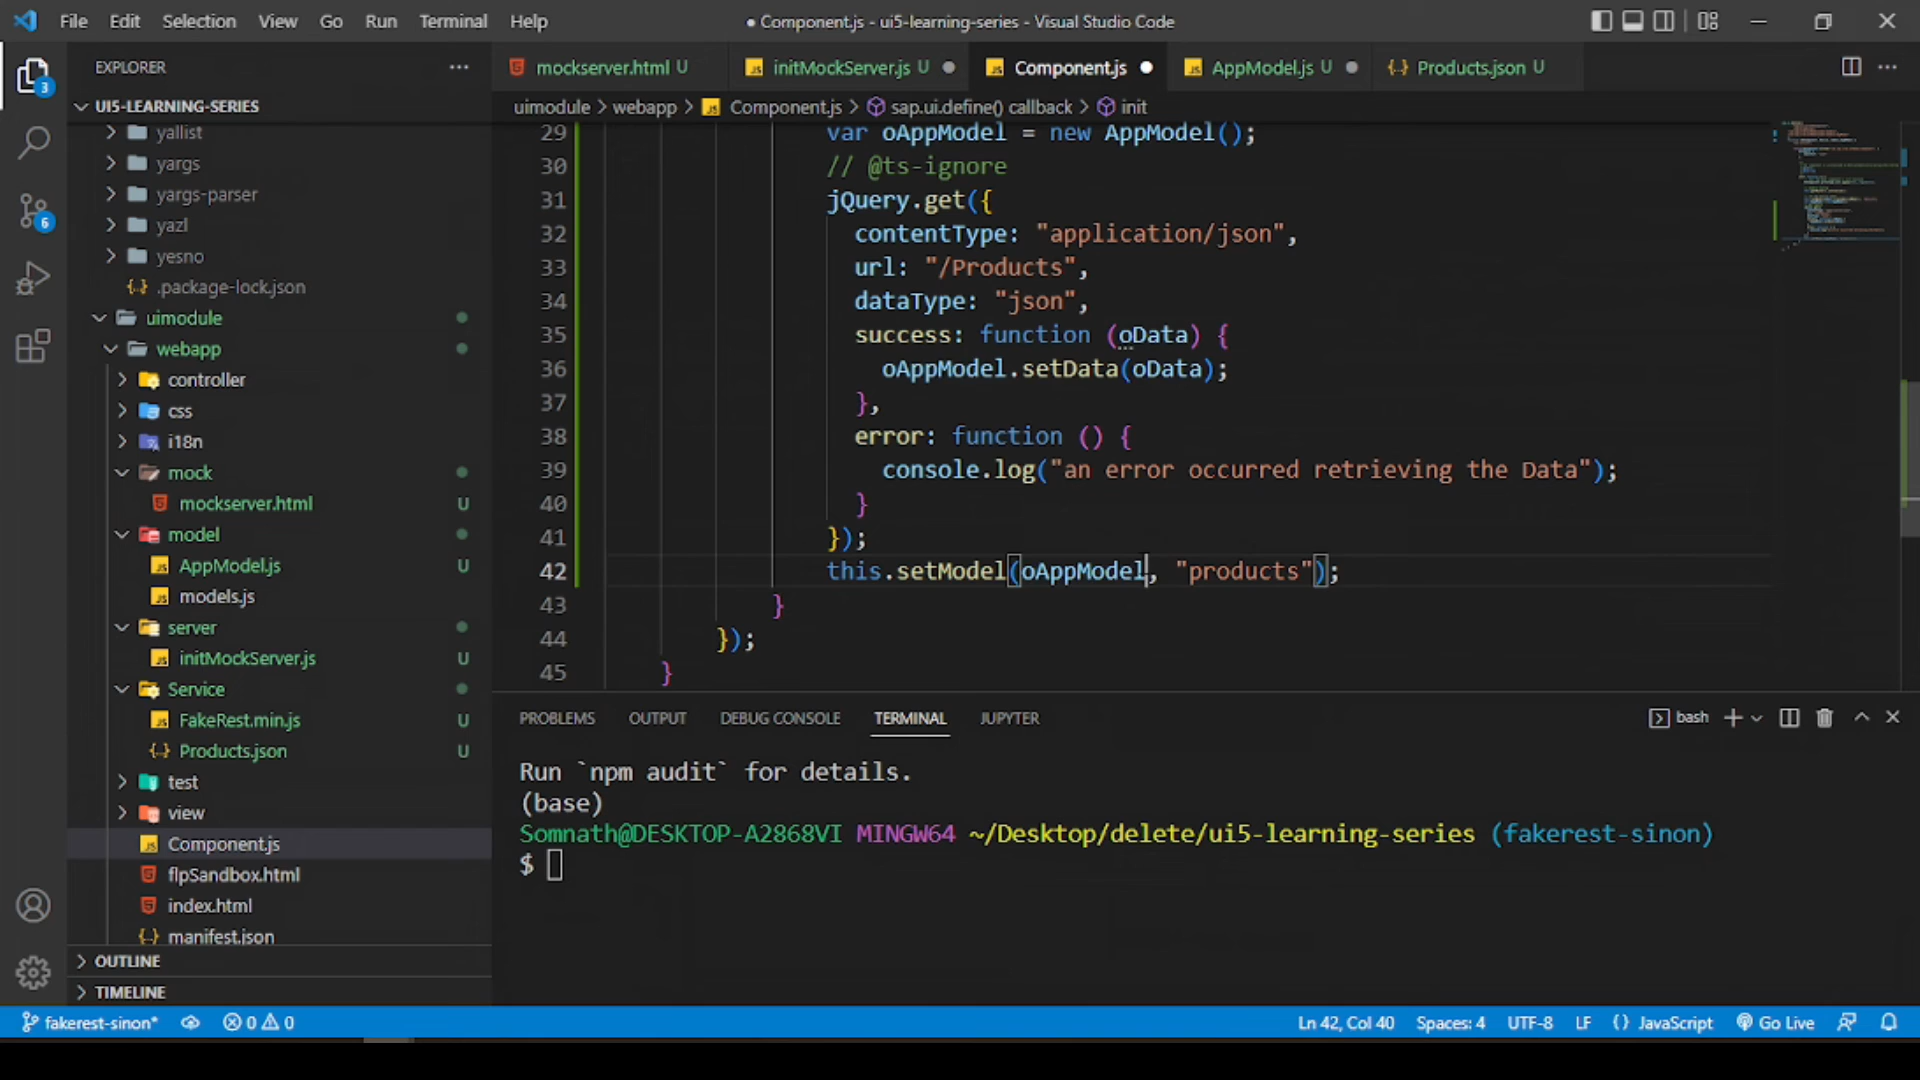 File Edit Selection View Go Run Terminal Help
● Component.js - ui5-learning-series - Visual Studio Code
EXPLORER
mockserver.html U
initMockServer.js U
Component.js
AppModel.js U
Products.json U
3
UI5-LEARNING-SERIES
uimodule > webapp > Component.js > sap.ui.define() callback > init
yallist
yargs
yargs-parser
yazl
yesno
.package-lock.json
uimodule
webapp
controller
css
i18n
mock
mockserver.html U
model
AppModel.js U
models.js
server
initMockServer.js U
Service
FakeRest.min.js U
Products.json U
test
view
Component.js
flpSandbox.html
index.html
manifest.json
OUTLINE
TIMELINE
6
29 var oAppModel = new AppModel();
30 // @ts-ignore
31 jQuery.get({
32 contentType: "application/json",
33 url: "/Products",
34 dataType: "json",
35 success: function (oData) {
36 oAppModel.setData(oData);
37 },
38 error: function () {
39 console.log("an error occurred retrieving the Data");
40 }
41 });
42 this.setModel(oAppModel, "products");
43 }
44 });
45 }
PROBLEMS OUTPUT DEBUG CONSOLE TERMINAL JUPYTER
bash
Run `npm audit` for details.
(base)
Somnath@DESKTOP-A2868VI MINGW64 ~/Desktop/delete/ui5-learning-series (fakerest-sinon)
$
fakerest-sinon* 0 0
Ln 42, Col 40 Spaces: 4 UTF-8 LF {} JavaScript Go Live